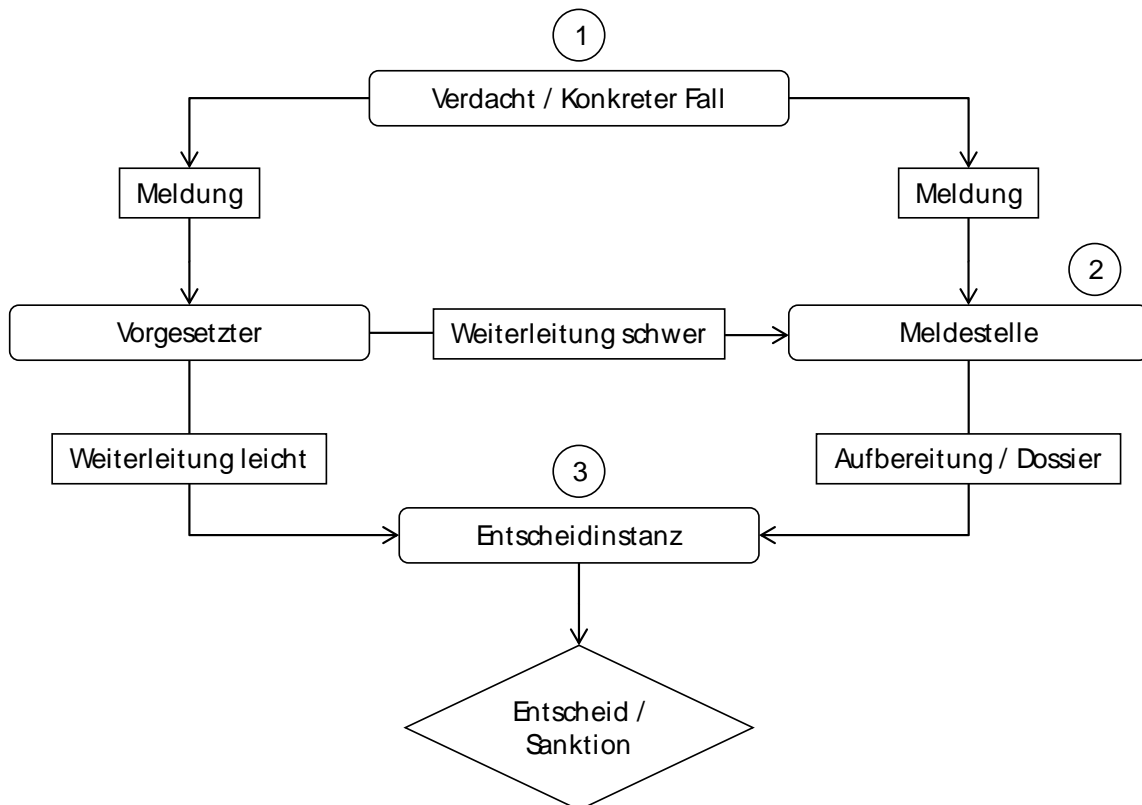 1
Verdacht / Konkreter Fall
Meldung
Meldung
2
Vorgesetzter
Weiterleitung schwer
Meldestelle
Weiterleitung leicht
Aufbereitung / Dossier
3
Entscheidinstanz
Entscheid /
Sanktion